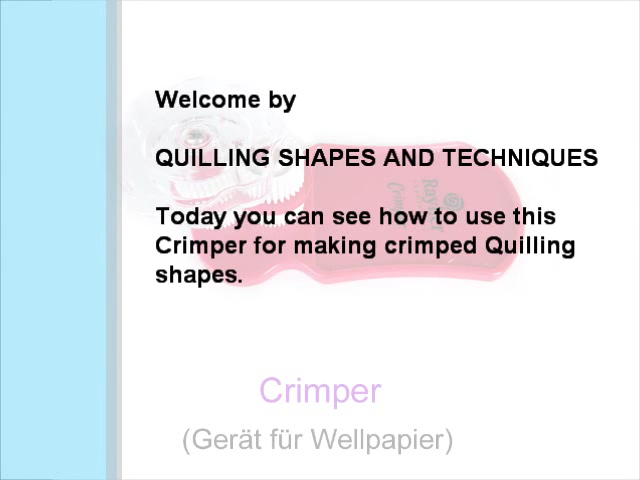 Welcome by
QUILLING SHAPES AND TECHNIQUES
Today you can see how to use this
Crimper for making crimped Quilling
shapes.
Crimper
Crimper
(Gerät für Wellpapier)